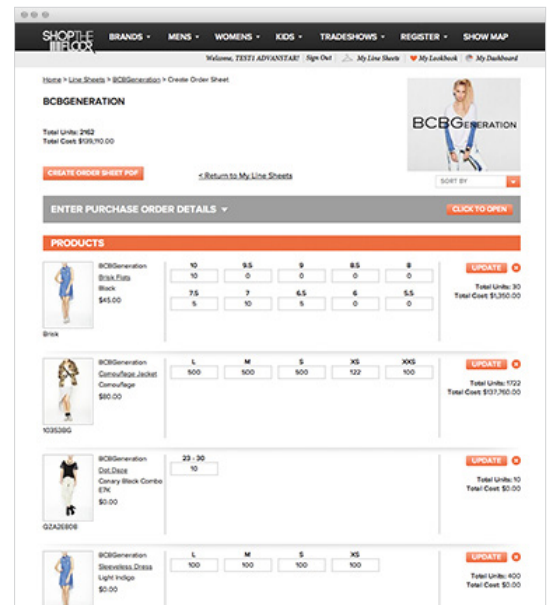 SHOPTHE
FLOOR
BRANDS MENS WOMENS KIDS TRADESHOWS REGISTER SHOW MAP
Welcome, TEST1 ADVANSTAR! Sign Out My Line Sheets My Lookbook My Dashboard
Home > Line Sheets > BCBGeneration > Create Order Sheet
BCBGENERATION
BCBGENERATION
Total Units: 2162
Total Cost: $139,110.00
CREATE ORDER SHEET PDF
< Return to My Line Sheets
SORT BY
ENTER PURCHASE ORDER DETAILS
CLICK TO OPEN
PRODUCTS
BCBGeneration
Brisk Flats
Black
$45.00
Brisk
10 9.5 9 8.5 8
10 0 0 0 0
7.5 7 6.5 6 5.5
5 10 5 0 0
UPDATE
Total Units: 30
Total Cost: $1,350.00
BCBGeneration
Camouflage Jacket
Camouflage
$80.00
10353BG
L M S XS XXS
500 500 500 122 100
UPDATE
Total Units: 1722
Total Cost: $137,760.00
BCBGeneration
Dot Daze
Canary Black Combo
E7K
$0.00
GZA2E808
23 - 30
10
UPDATE
Total Units: 10
Total Cost: $0.00
BCBGeneration
Sleeveless Dress
Light Indigo
$0.00
L M S XS
100 100 100 100
UPDATE
Total Units: 400
Total Cost: $0.00